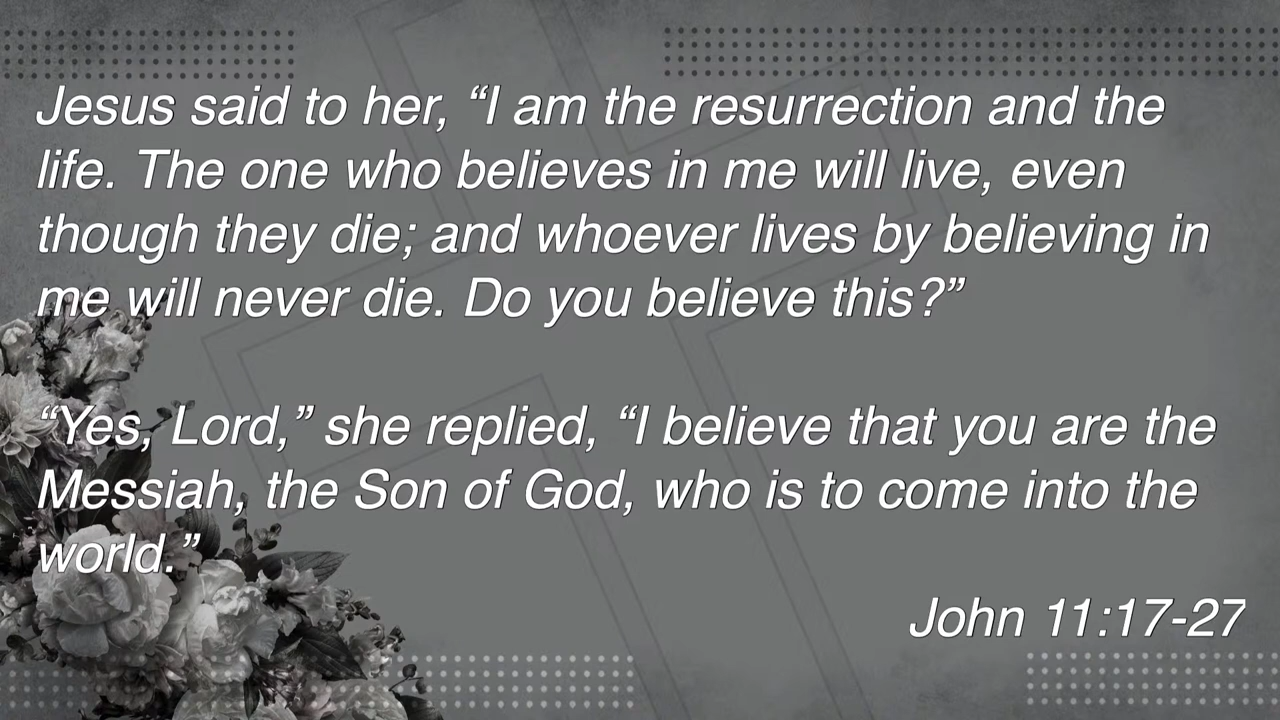 Jesus said to her, “I am the resurrection and the
life. The one who believes in me will live, even
though they die; and whoever lives by believing in
me will never die. Do you believe this?”
“Yes, Lord,” she replied, “I believe that you are the
Messiah, the Son of God, who is to come into the
world.”
John 11:17-27